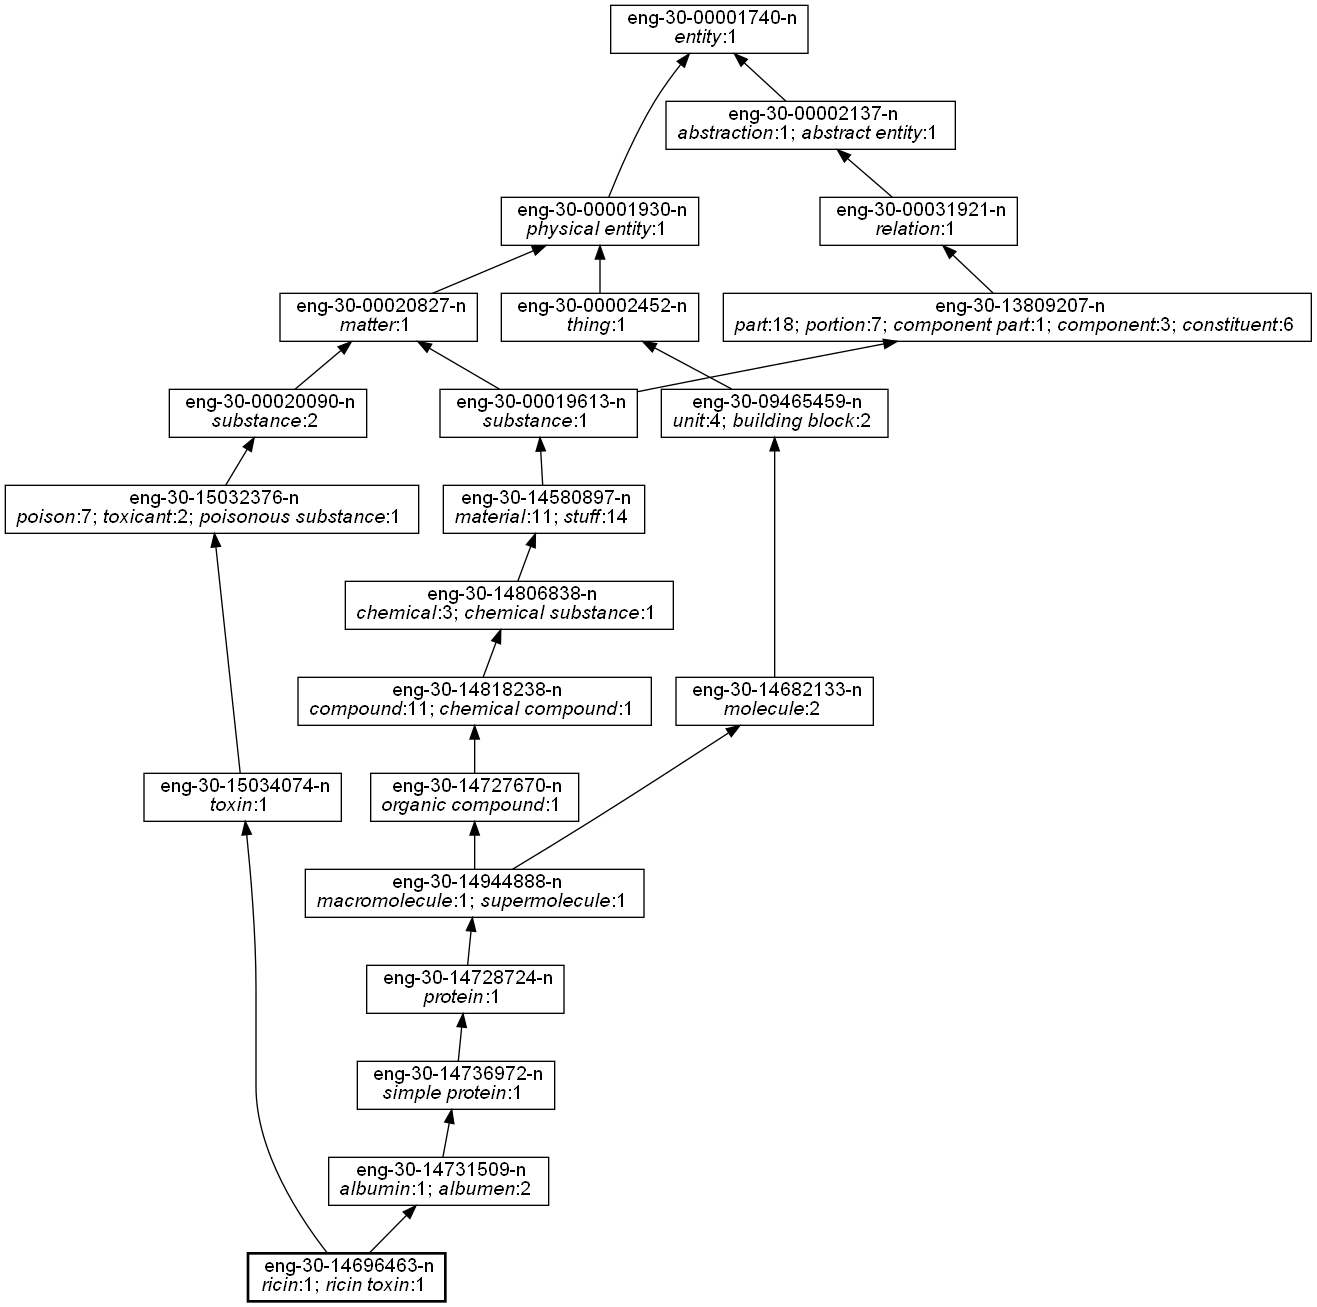 eng-30-00001740-n
entity:1
eng-30-00002137-n
abstraction:1; abstract entity:1
eng-30-00001930-n
physical entity:1
eng-30-00031921-n
relation:1
eng-30-00020827-n
matter:1
eng-30-00002452-n
thing:1
eng-30-13809207-n
part:18; portion:7; component part:1; component:3; constituent:6
eng-30-00020090-n
substance:2
eng-30-00019613-n
substance:1
eng-30-09465459-n
unit:4; building block:2
eng-30-15032376-n
poison:7; toxicant:2; poisonous substance:1
eng-30-14580897-n
material:11; stuff:14
eng-30-14806838-n
chemical:3; chemical substance:1
eng-30-14818238-n
compound:11; chemical compound:1
eng-30-14682133-n
molecule:2
eng-30-15034074-n
toxin:1
eng-30-14727670-n
organic compound:1
eng-30-14944888-n
macromolecule:1; supermolecule:1
eng-30-14728724-n
protein:1
eng-30-14736972-n
simple protein:1
eng-30-14731509-n
albumin:1; albumen:2
eng-30-14696463-n
ricin:1; ricin toxin:1